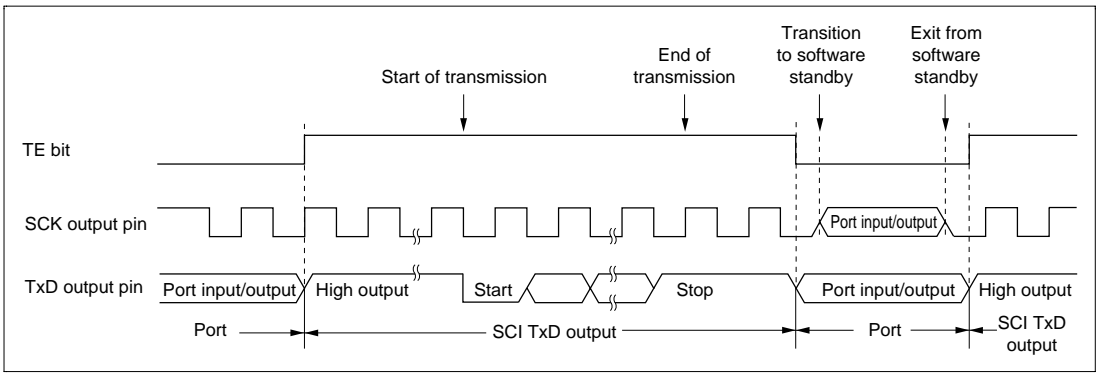 Start of transmission
End of
transmission
Transition
to software
standby
Exit from
software
standby
TE bit
SCK output pin
Port input/output
TxD output pin
Port input/output
High output
Start
Stop
Port input/output
High output
Port
SCI TxD output
Port
SCI TxD
output